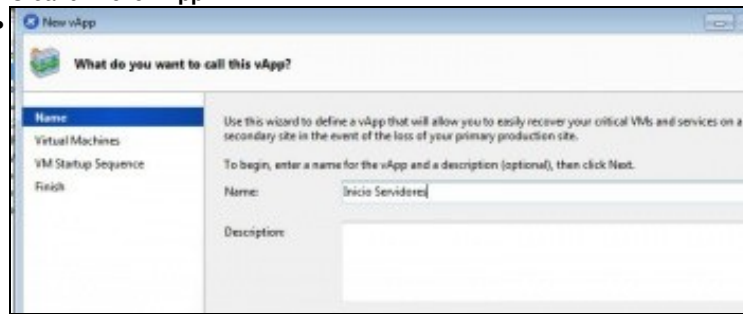 New vApp
What do you want to call this vApp?
Name
Virtual Machines
VM Startup Sequence
Finish
Use this wizard to define a vApp that will allow you to easily recover your critical VMs and services on a
secondary site in the event of the loss of your primary production site.
To begin, enter a name for the vApp and a description (optional), then click Next.
Name: Inicio Servidores
Description: